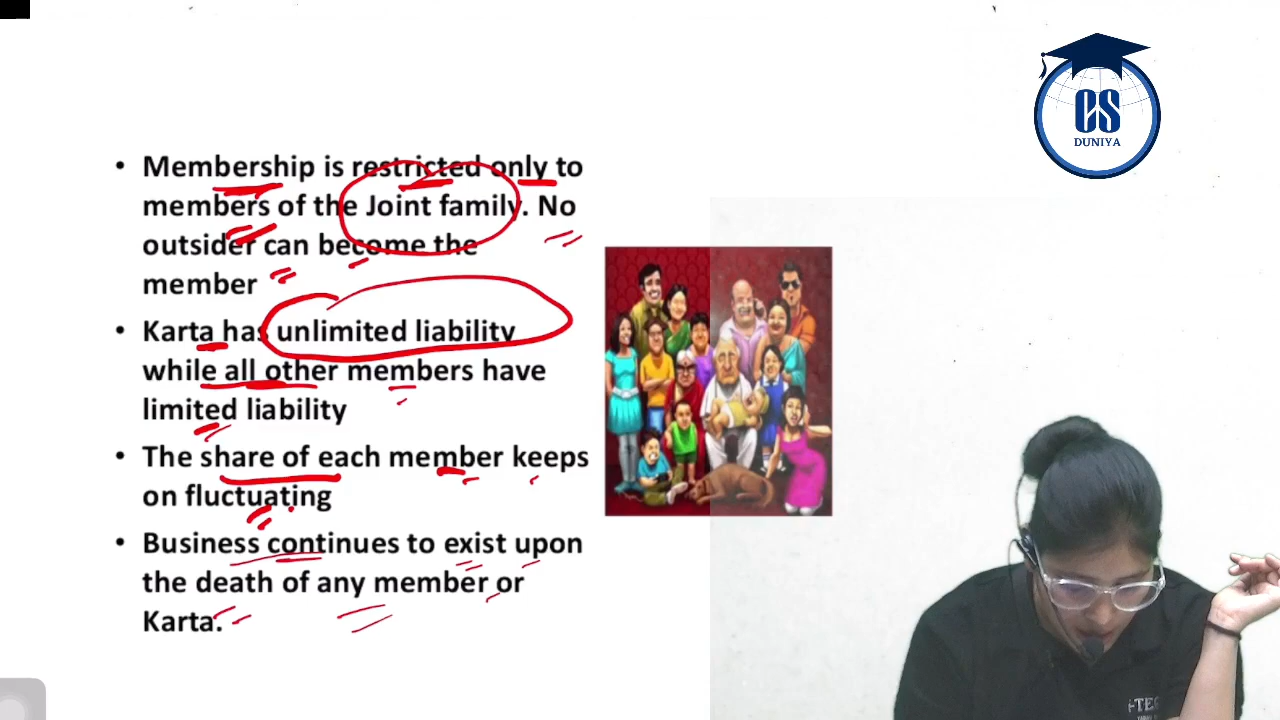 CS
DUNIYA
• Membership is restricted only to
members of the Joint family. No
outsider can become the
member
• Karta has unlimited liability
while all other members have
limited liability
• The share of each member keeps
on fluctuating
• Business continues to exist upon
the death of any member or
Karta.